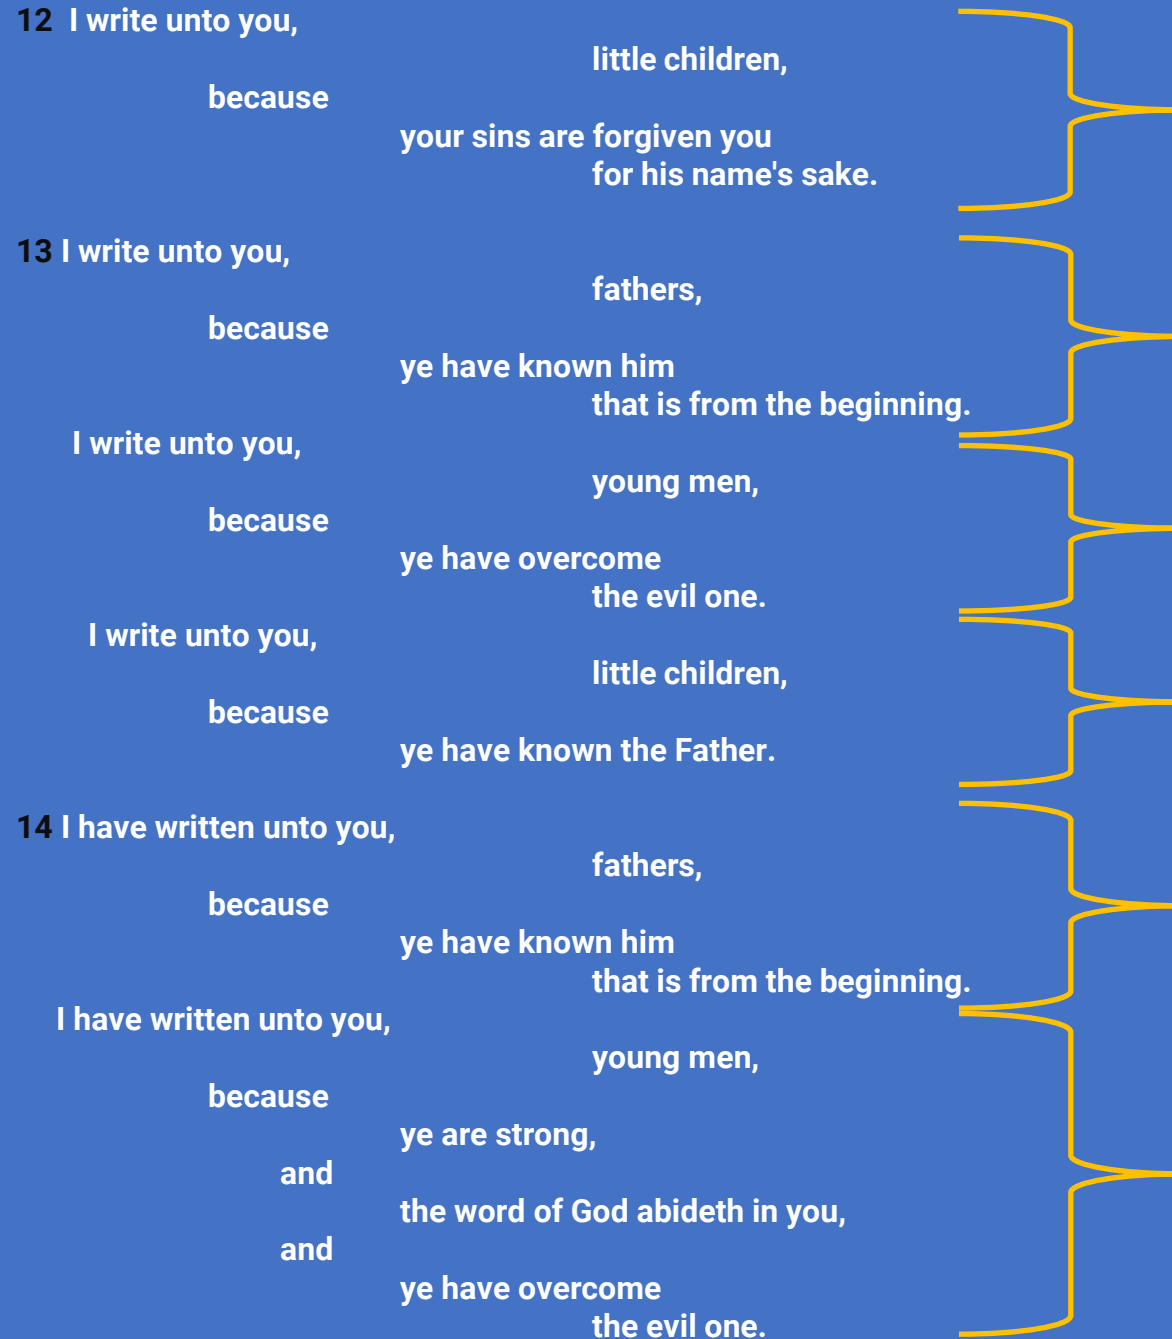 12 I write unto you,
little children,
because
your sins are forgiven you
for his name's sake.
13 I write unto you,
fathers,
because
ye have known him
that is from the beginning.
I write unto you,
young men,
because
ye have overcome
the evil one.
I write unto you,
little children,
because
ye have known the Father.
14 I have written unto you,
fathers,
because
ye have known him
that is from the beginning.
I have written unto you,
young men,
because
ye are strong,
and
the word of God abideth in you,
and
ye have overcome
the evil one.